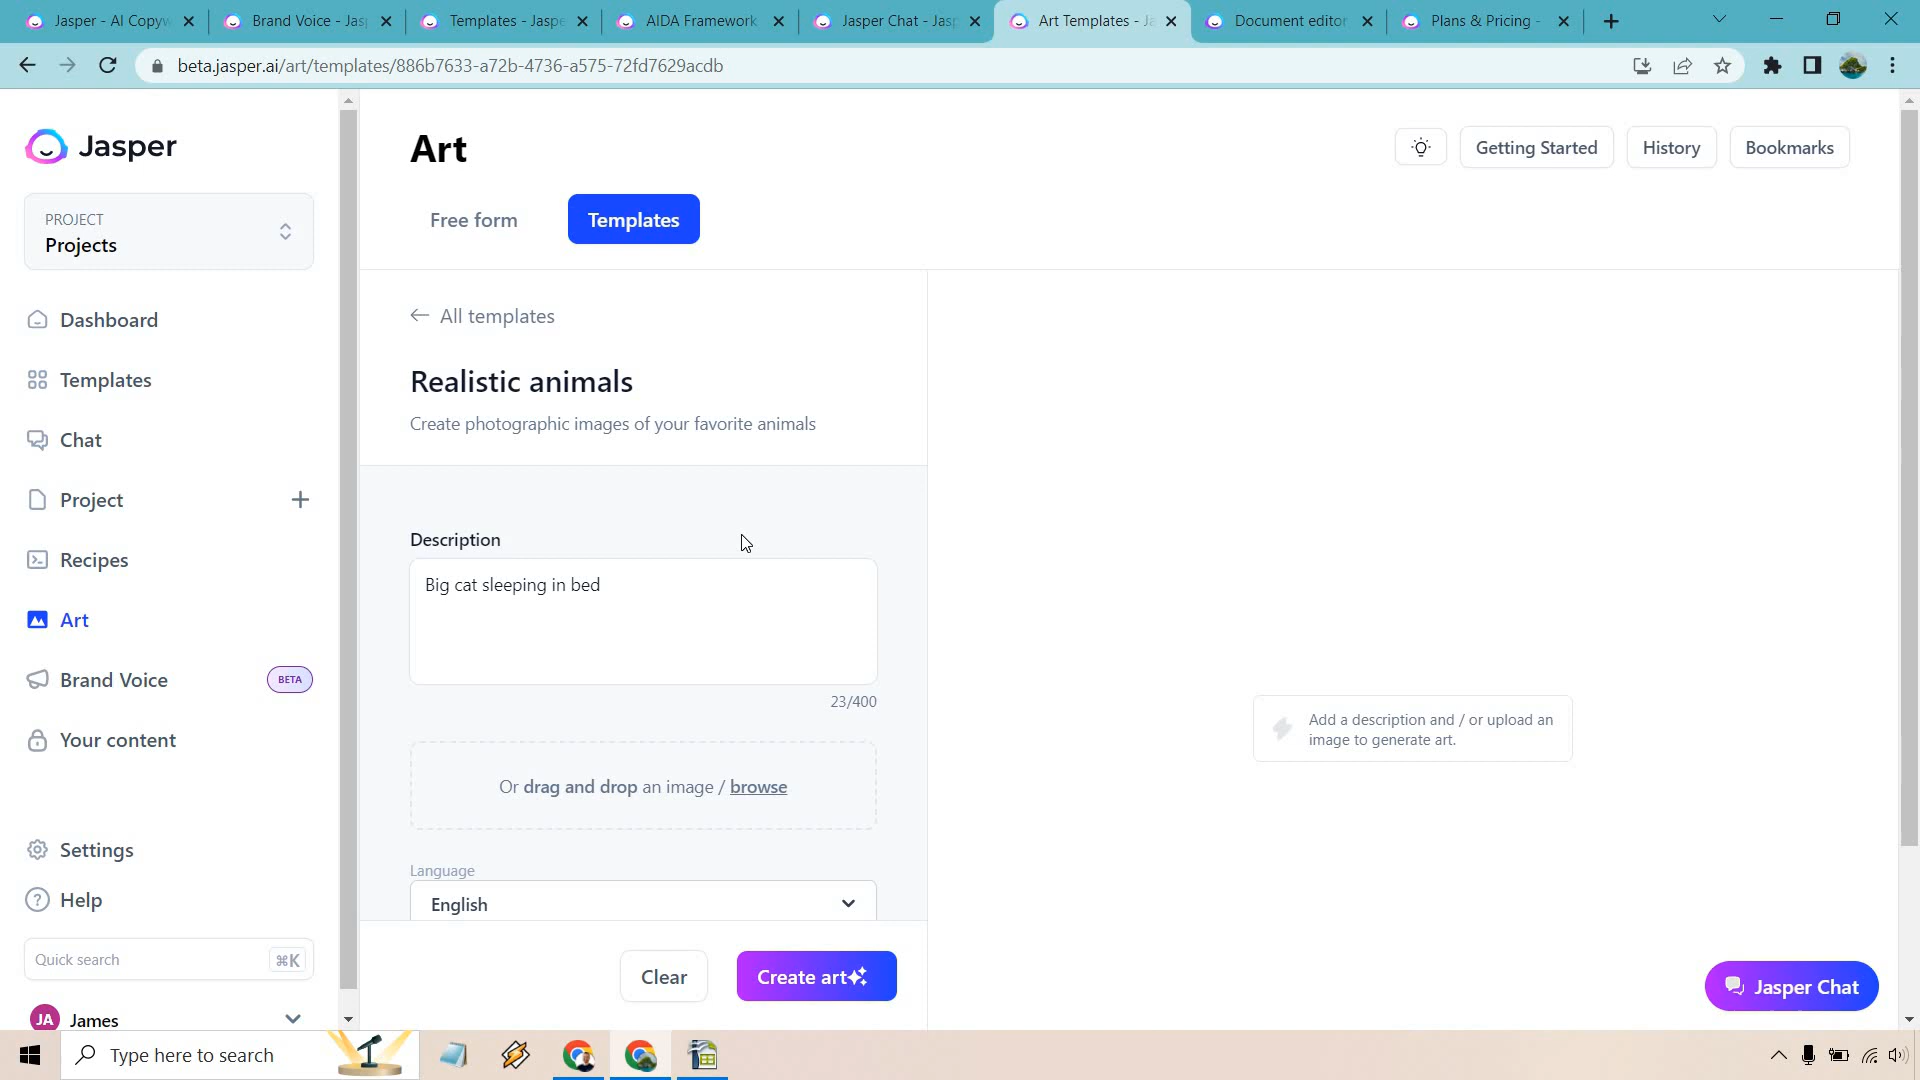 Jasper - AI Copyw
Brand Voice - Jasp
Templates - Jaspe
AIDA Framework
Jasper Chat - Jasp
Art Templates - Ja
Document editor
Plans & Pricing -
beta.jasper.ai/art/templates/886b7633-a72b-4736-a575-72fd7629acdb
Jasper
PROJECT
Projects
Dashboard
Templates
Chat
Project
Recipes
Art
Brand Voice
BETA
Your content
Settings
Help
Quick search
⌘K
JA
James
Art
Getting Started
History
Bookmarks
Free form
Templates
All templates
Realistic animals
Create photographic images of your favorite animals
Description
Big cat sleeping in bed
23/400
Or drag and drop an image / browse
Language
English
Clear
Create art
Add a description and / or upload an
image to generate art.
Jasper Chat
Type here to search